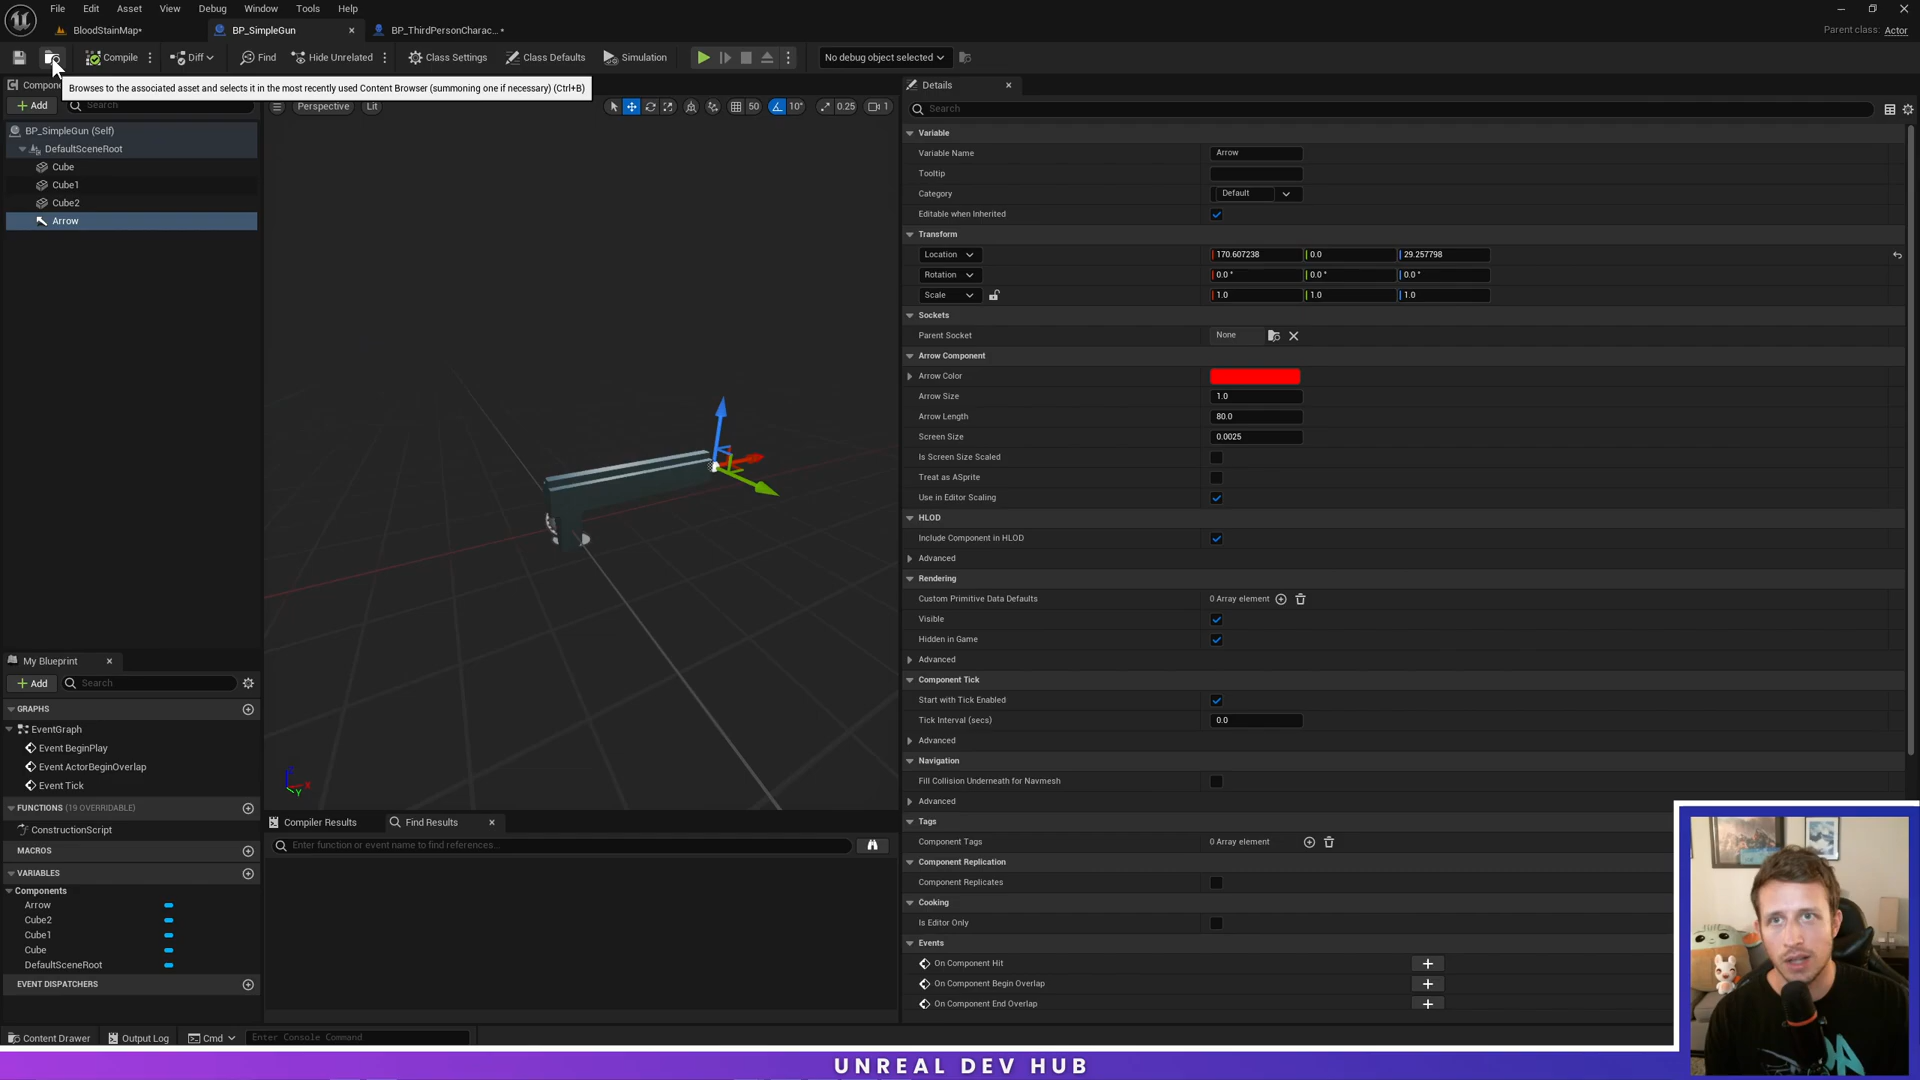 File Edit Asset View Debug Window Tools Help
BloodStainMap* BP_SimpleGun BP_ThirdPersonCharac... *
Parent class: Actor
Compile Diff Find Hide Unrelated Class Settings Class Defaults Simulation No debug object selected
Browses to the associated asset and selects it in the most recently used Content Browser (summoning one if necessary) (Ctrl+B)
Add Search
Perspective Lit 50 10° 0.25 1
BP_SimpleGun (Self)
DefaultSceneRoot
Cube
Cube1
Cube2
Arrow
My Blueprint
Add Search
GRAPHS
EventGraph
Event BeginPlay
Event ActorBeginOverlap
Event Tick
FUNCTIONS (19 OVERRIDABLE)
ConstructionScript
MACROS
VARIABLES
Components
Arrow
Cube2
Cube1
Cube
DefaultSceneRoot
EVENT DISPATCHERS
Z X Y
Compiler Results Find Results
Enter function or event name to find references...
Details
Search
Variable
Variable Name Arrow
Tooltip
Category Default
Editable when Inherited
Transform
Location 170.607238 0.0 29.257798
Rotation 0.0 ° 0.0 ° 0.0 °
Scale 1.0 1.0 1.0
Sockets
Parent Socket None
Arrow Component
Arrow Color
Arrow Size 1.0
Arrow Length 80.0
Screen Size 0.0025
Is Screen Size Scaled
Treat as ASprite
Use in Editor Scaling
HLOD
Include Component in HLOD
Advanced
Rendering
Custom Primitive Data Defaults 0 Array element
Visible
Hidden in Game
Advanced
Component Tick
Start with Tick Enabled
Tick Interval (secs) 0.0
Advanced
Navigation
Fill Collision Underneath for Navmesh
Advanced
Tags
Component Tags 0 Array element
Component Replication
Component Replicates
Cooking
Is Editor Only
Events
On Component Hit
On Component Begin Overlap
On Component End Overlap
Content Drawer Output Log Cmd Enter Console Command
UNREAL DEV HUB